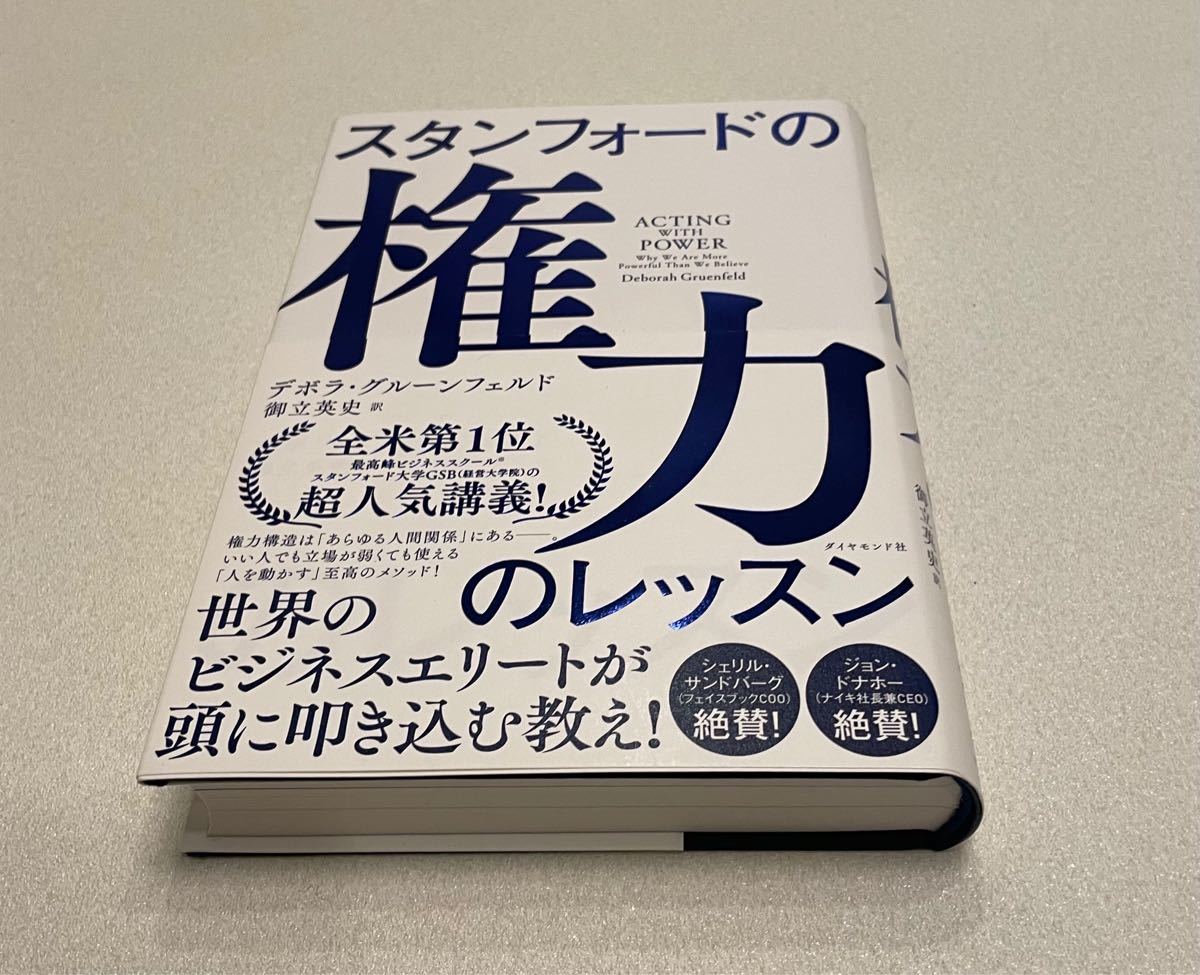 スタンフォードの
権力
のレッスン
ACTING
WITH
POWER
Why We Are More
Powerful Than We Believe
Deborah Gruenfeld
デボラ・グルーンフェルド
御立英史 訳
全米第1位
最高峰ビジネススクール※
スタンフォード大学GSB(経営大学院)の
超人気講義!
権力構造は「あらゆる人間関係」にある——。
いい人でも立場が弱くても使える
「人を動かす」至高のメソッド!
ダイヤモンド社
世界の
ビジネスエリートが
頭に叩き込む教え!
シェリル・
サンドバーグ
(フェイスブックCOO)
絶賛!
ジョン・
ドナホー
(ナイキ社長兼CEO)
絶賛!
御立英史 訳